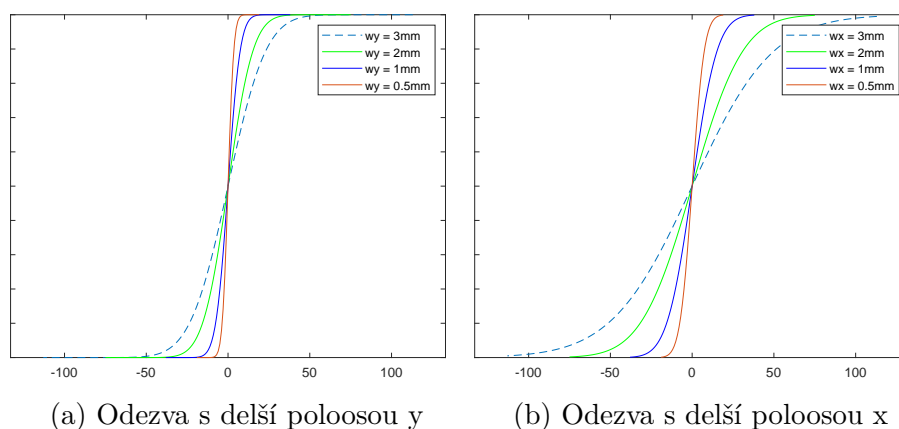 wy = 3mm
wy = 2mm
wy = 1mm
wy = 0.5mm
-100 -50 0 50 100
(a) Odezva s delší poloosou y
wx = 3mm
wx = 2mm
wx = 1mm
wx = 0.5mm
-100 -50 0 50 100
(b) Odezva s delší poloosou x